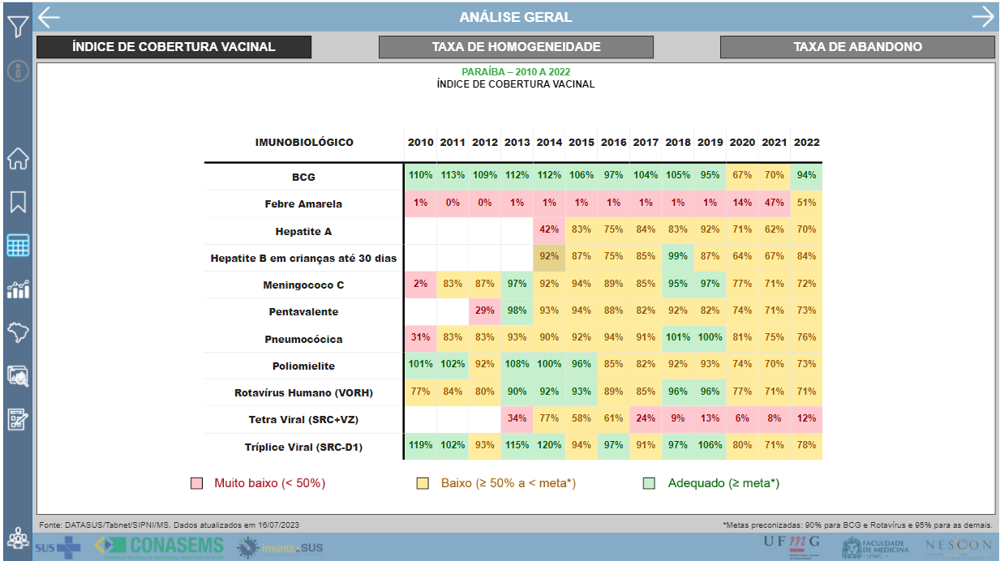 ANÁLISE GERAL
ÍNDICE DE COBERTURA VACINAL
TAXA DE HOMOGENEIDADE
TAXA DE ABANDONO
PARAÍBA – 2010 A 2022
ÍNDICE DE COBERTURA VACINAL
IMUNOBIOLÓGICO 2010 2011 2012 2013 2014 2015 2016 2017 2018 2019 2020 2021 2022
BCG 110% 113% 109% 112% 112% 106% 97% 104% 105% 95% 67% 70% 94%
Febre Amarela 1% 0% 0% 1% 1% 1% 1% 1% 1% 1% 14% 47% 51%
Hepatite A 42% 83% 75% 84% 83% 92% 71% 62% 70%
Hepatite B em crianças até 30 dias 92% 87% 75% 85% 99% 87% 64% 67% 84%
Meningococo C 2% 83% 87% 97% 92% 94% 89% 85% 95% 97% 77% 71% 72%
Pentavalente 29% 98% 93% 94% 88% 82% 92% 82% 74% 71% 73%
Pneumocócica 31% 83% 83% 93% 90% 92% 94% 91% 101% 100% 81% 75% 76%
Poliomielite 101% 102% 92% 108% 100% 96% 85% 82% 92% 93% 74% 70% 73%
Rotavírus Humano (VORH) 77% 84% 80% 90% 92% 93% 89% 85% 96% 96% 77% 71% 71%
Tetra Viral (SRC+VZ) 34% 77% 58% 61% 24% 9% 13% 6% 8% 12%
Tríplice Viral (SRC-D1) 119% 102% 93% 115% 120% 94% 97% 91% 97% 106% 80% 71% 78%
Muito baixo (< 50%)
Baixo (≥ 50% a < meta*)
Adequado (≥ meta*)
Fonte: DATASUS/Tabnet/SIPNI/MS. Dados atualizados em 16/07/2023
*Metas preconizadas: 90% para BCG e Rotavírus e 95% para as demais.
SUS
CONASEMS
imunizaSUS
UFmG
FACULDADE
DE MEDICINA
UFMG
NESCON